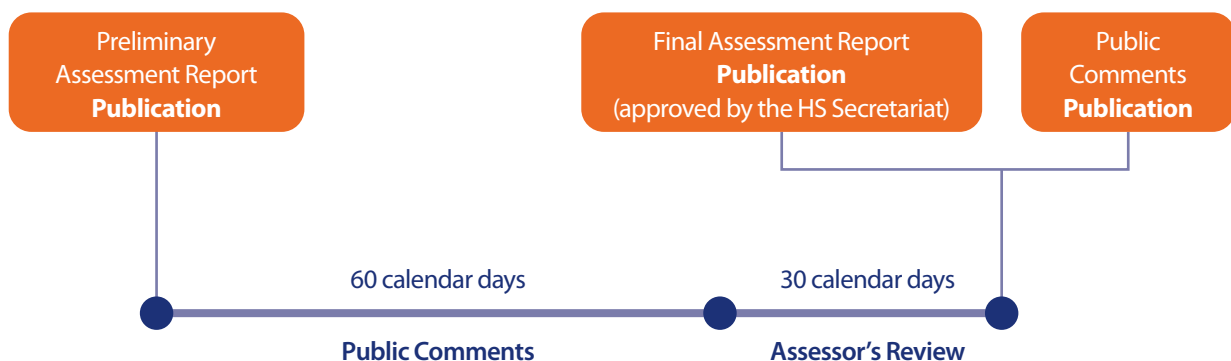 Preliminary
Assessment Report
Publication
Final Assessment Report
Publication
(approved by the HS Secretariat)
Public
Comments
Publication
60 calendar days
30 calendar days
Public Comments
Assessor’s Review